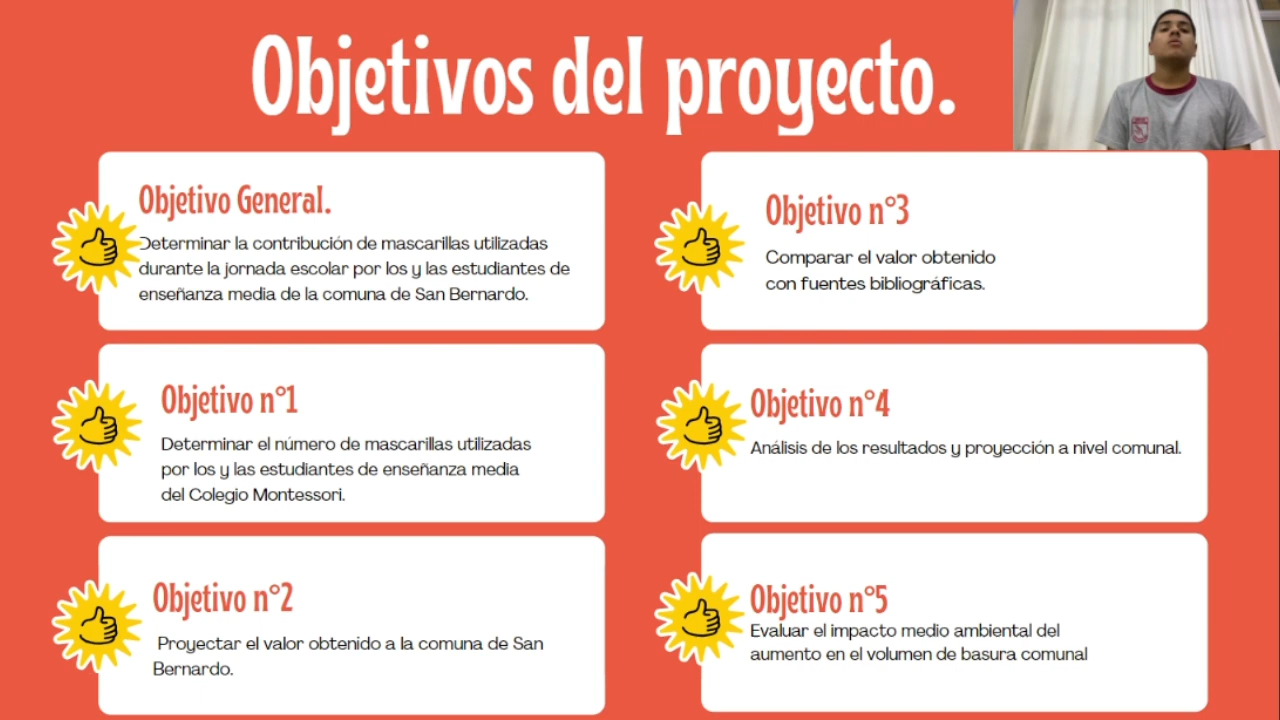 Objetivos del proyecto.
Objetivo General.
Determinar la contribución de mascarillas utilizadas
durante la jornada escolar por los y las estudiantes de
enseñanza media de la comuna de San Bernardo.
Objetivo n°1
Determinar el número de mascarillas utilizadas
por los y las estudiantes de enseñanza media
del Colegio Montessori.
Objetivo n°2
Proyectar el valor obtenido a la comuna de San
Bernardo.
Objetivo n°3
Comparar el valor obtenido
con fuentes bibliográficas.
Objetivo n°4
Análisis de los resultados y proyección a nivel comunal.
Objetivo n°5
Evaluar el impacto medio ambiental del
aumento en el volumen de basura comunal